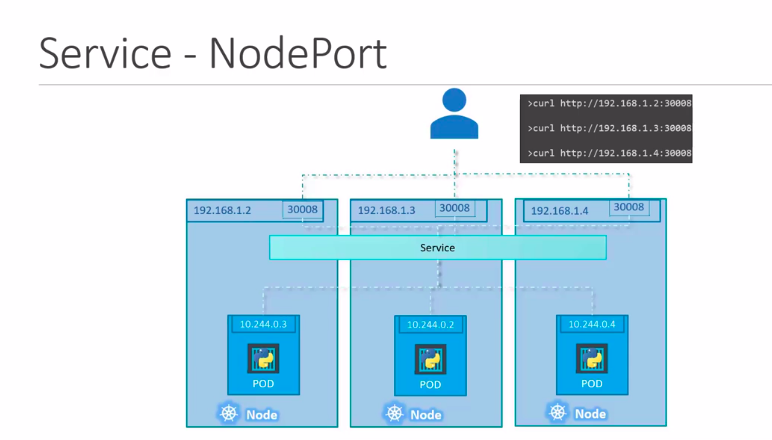 Service - NodePort
>curl http://192.168.1.2:30008
>curl http://192.168.1.3:30008
>curl http://192.168.1.4:30008
192.168.1.2 30008
192.168.1.3 30008
192.168.1.4 30008
Service
10.244.0.3
10.244.0.2
10.244.0.4
POD
POD
POD
Node
Node
Node